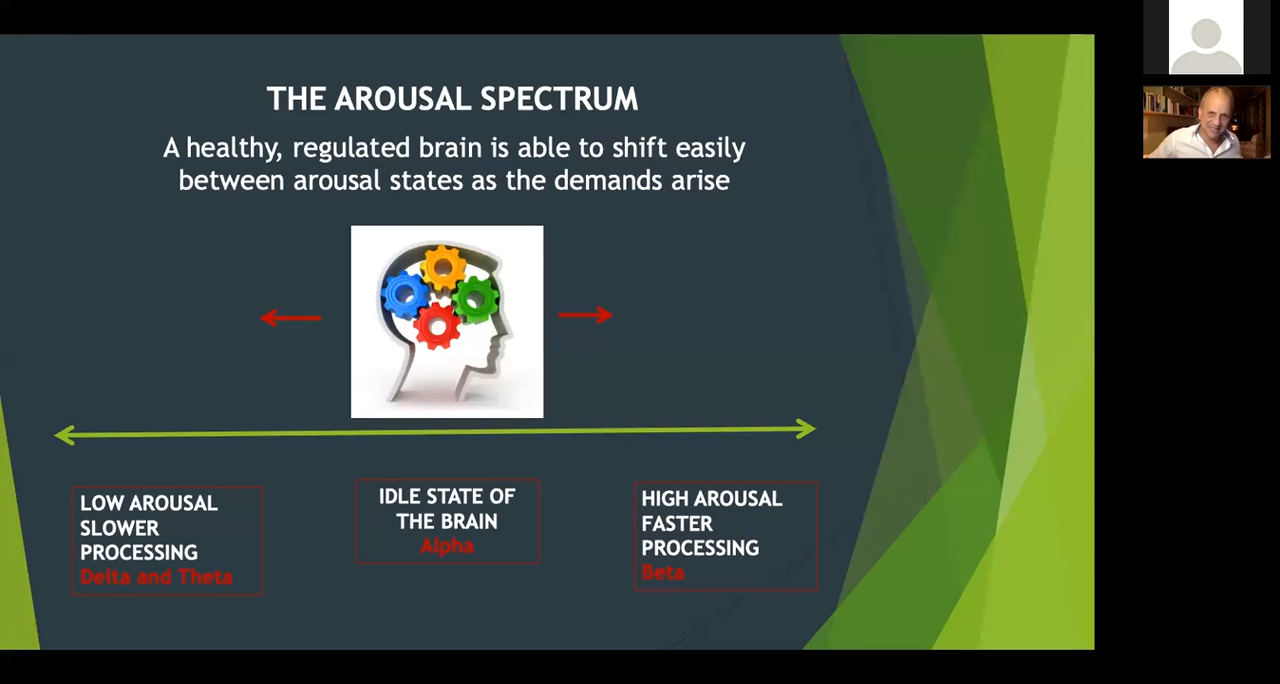 THE AROUSAL SPECTRUM
A healthy, regulated brain is able to shift easily
between arousal states as the demands arise
LOW AROUSAL
SLOWER
PROCESSING
Delta and Theta
IDLE STATE OF
THE BRAIN
Alpha
HIGH AROUSAL
FASTER
PROCESSING
Beta